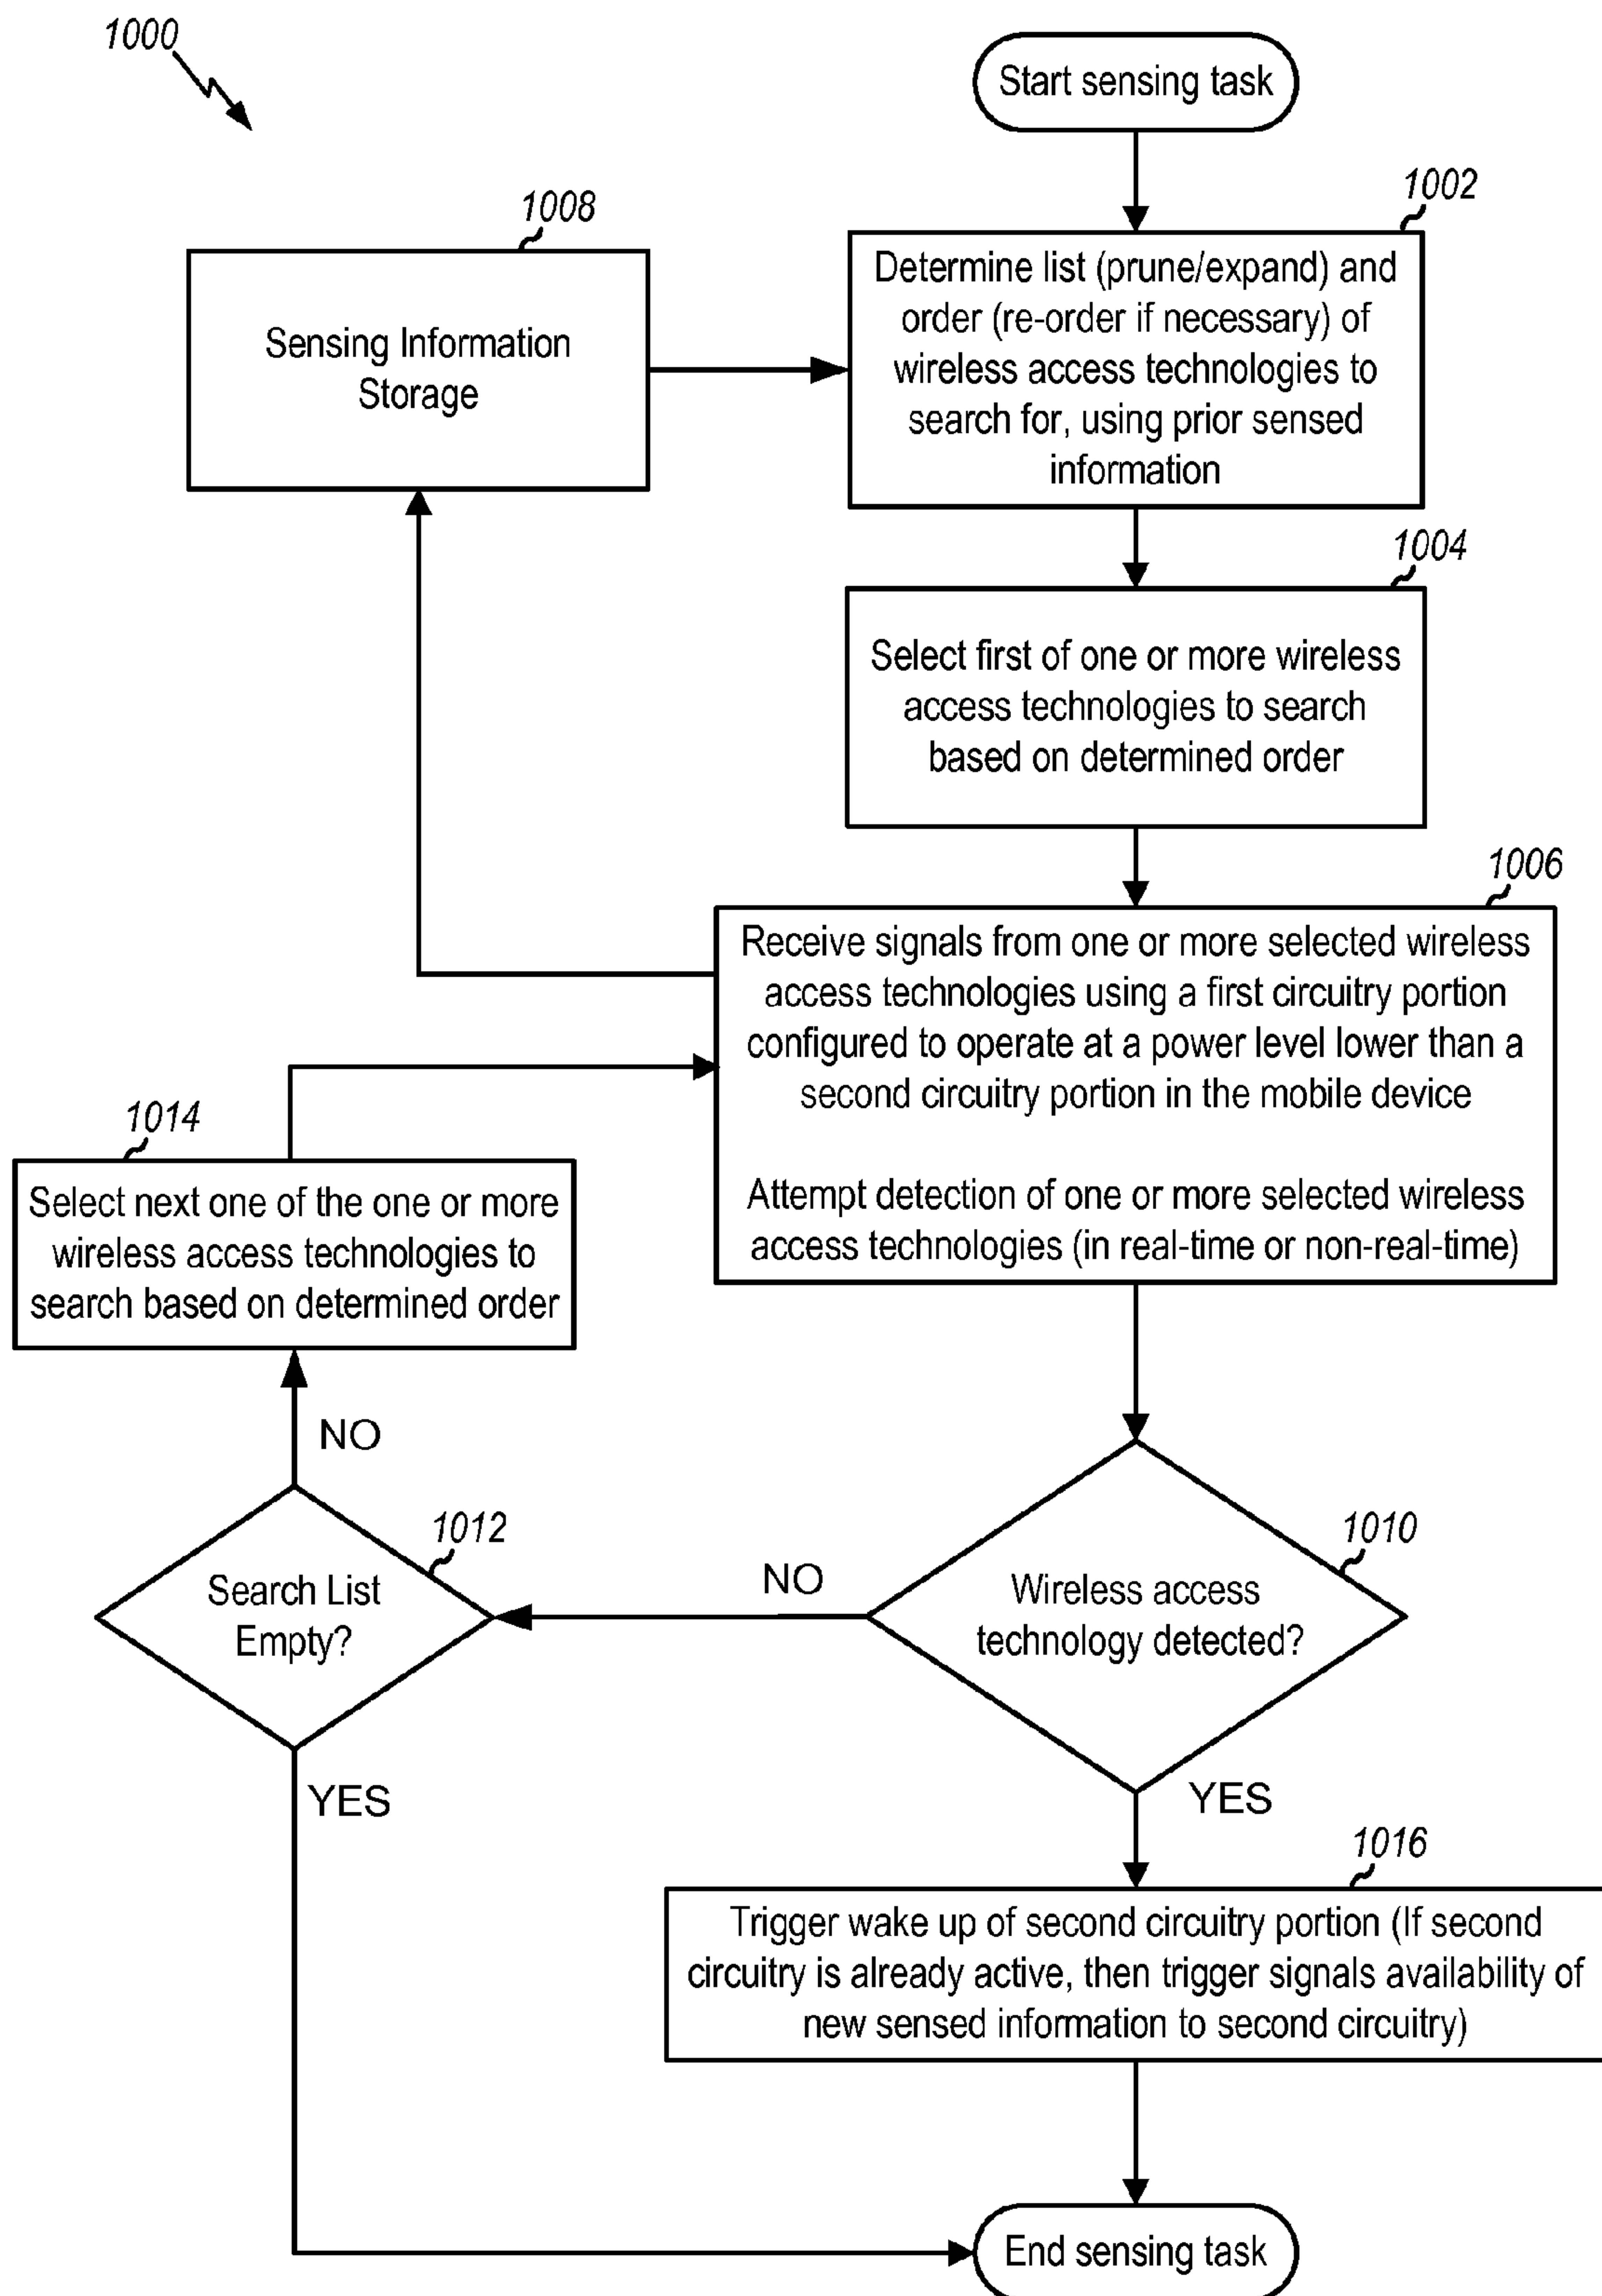 1000
Start sensing task
1002
Determine list (prune/expand) and
order (re-order if necessary) of
wireless access technologies to
search for, using prior sensed
information
1008
Sensing Information
Storage
1004
Select first of one or more wireless
access technologies to search
based on determined order
1006
Receive signals from one or more selected wireless
access technologies using a first circuitry portion
configured to operate at a power level lower than a
second circuitry portion in the mobile device
Attempt detection of one or more selected wireless
access technologies (in real-time or non-real-time)
1014
Select next one of the one or more
wireless access technologies to
search based on determined order
NO
1012
Search List
Empty?
NO
1010
Wireless access
technology detected?
YES
YES
1016
Trigger wake up of second circuitry portion (If second
circuitry is already active, then trigger signals availability of
new sensed information to second circuitry)
End sensing task